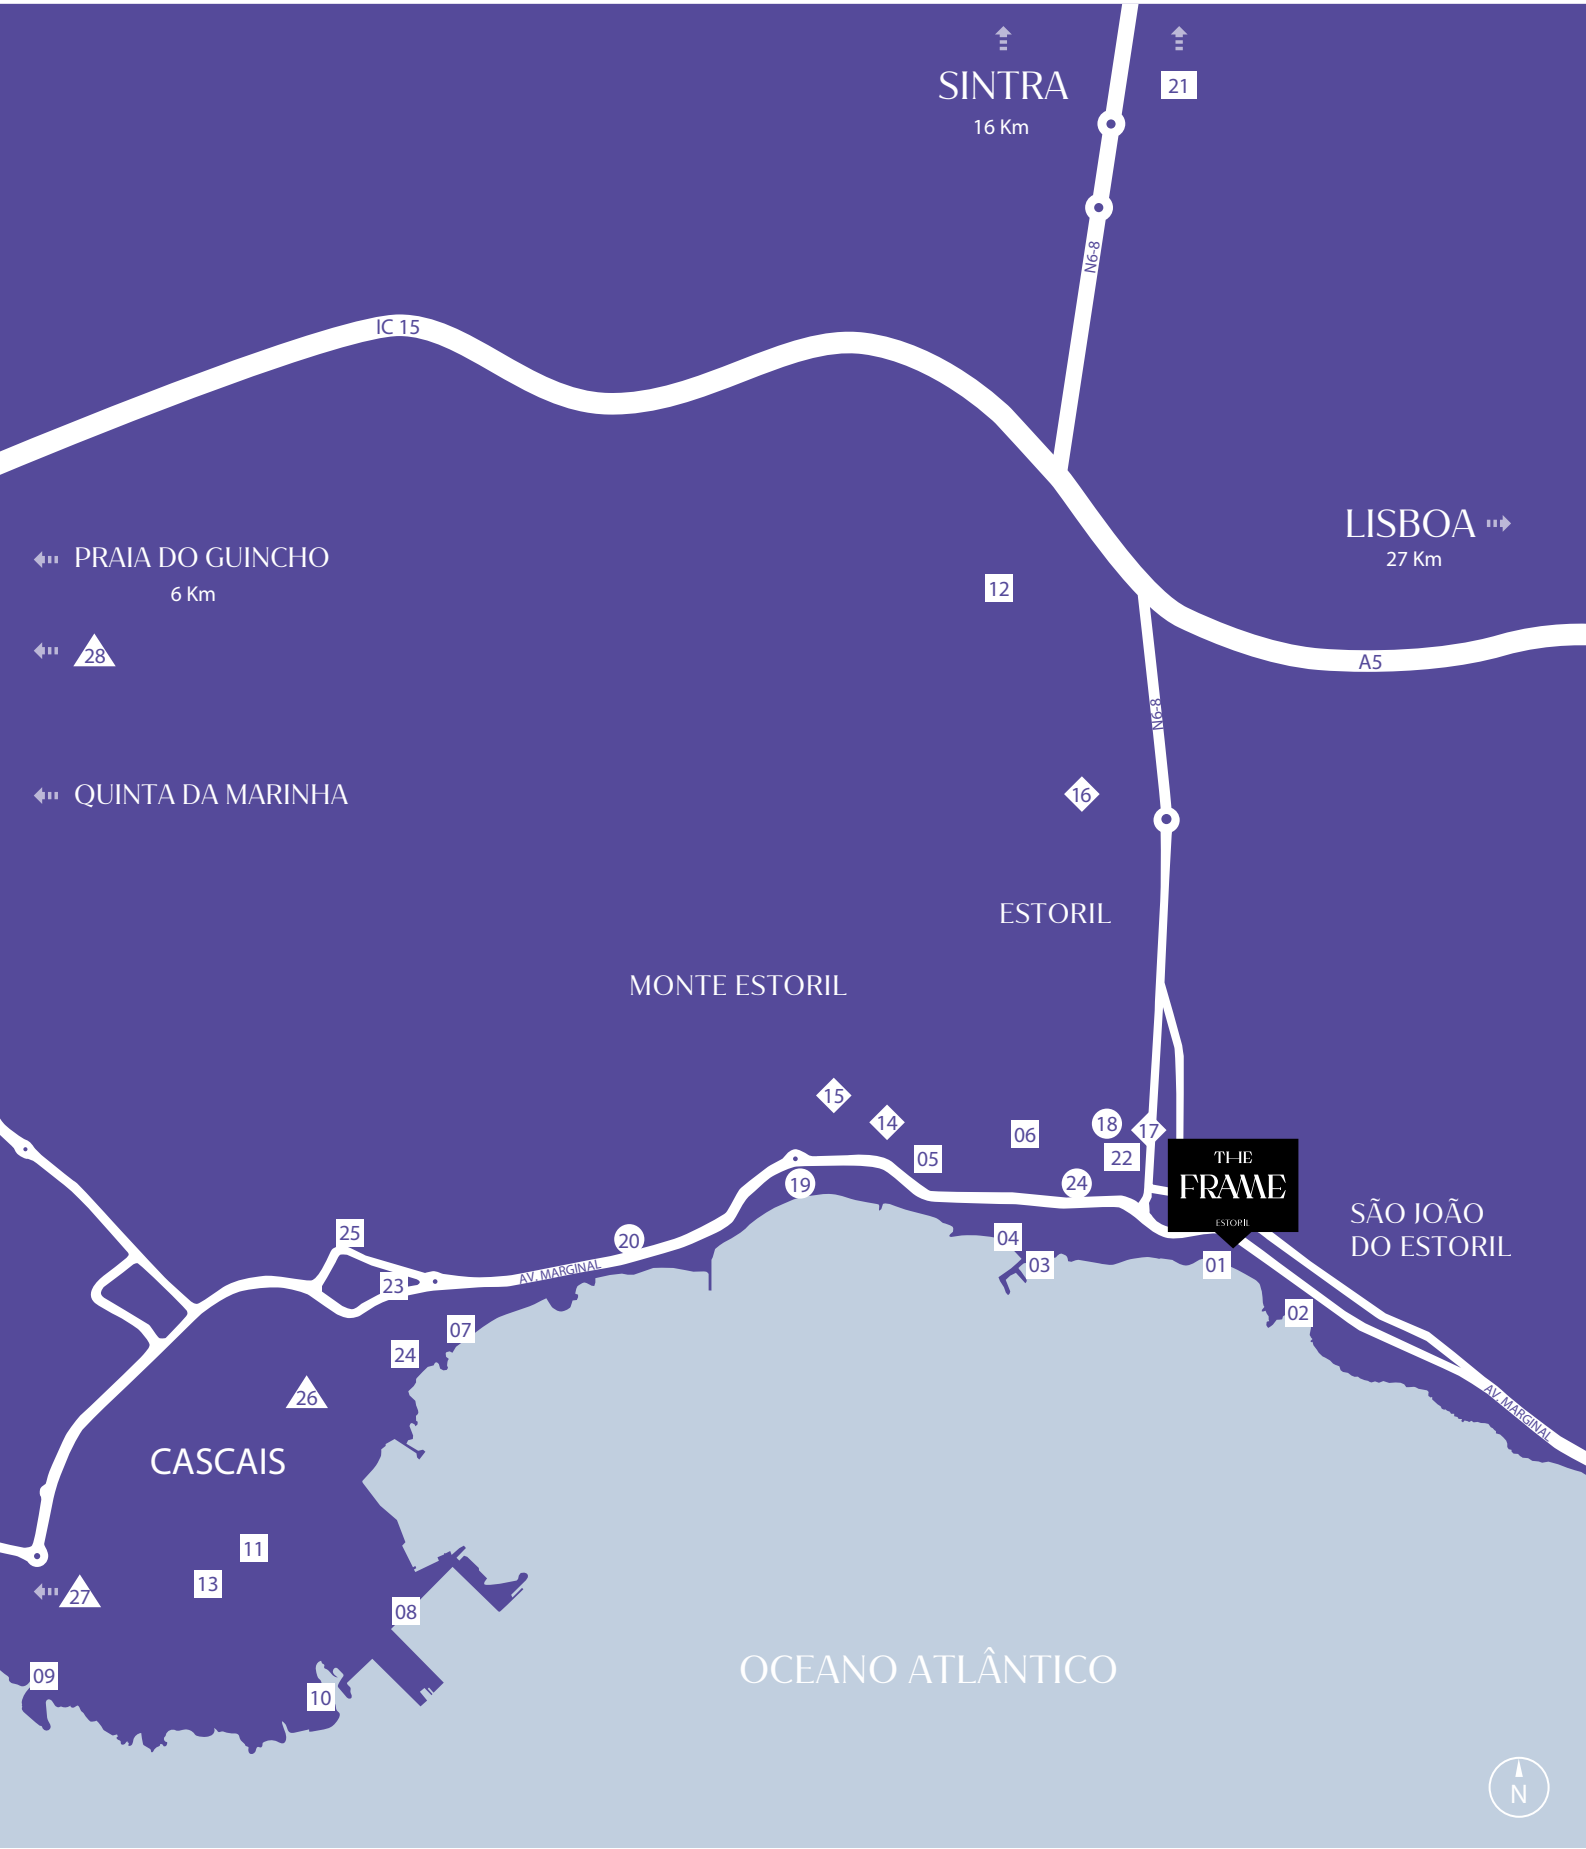 SINTRA
16 Km
21
N6-8
IC 15
LISBOA
27 Km
PRAIA DO GUINCHO
6 Km
12
28
A5
N6-8
QUINTA DA MARINHA
16
ESTORIL
MONTE ESTORIL
15
14
18
17
06
05
22
THE
FRAME
ESTORIL
24
19
SÃO JOÃO
DO ESTORIL
25
20
04
03
01
AV. MARGINAL
23
02
07
24
26
AV. MARGINAL
CASCAIS
11
13
27
08
09
10
OCEANO ATLÂNTICO
N